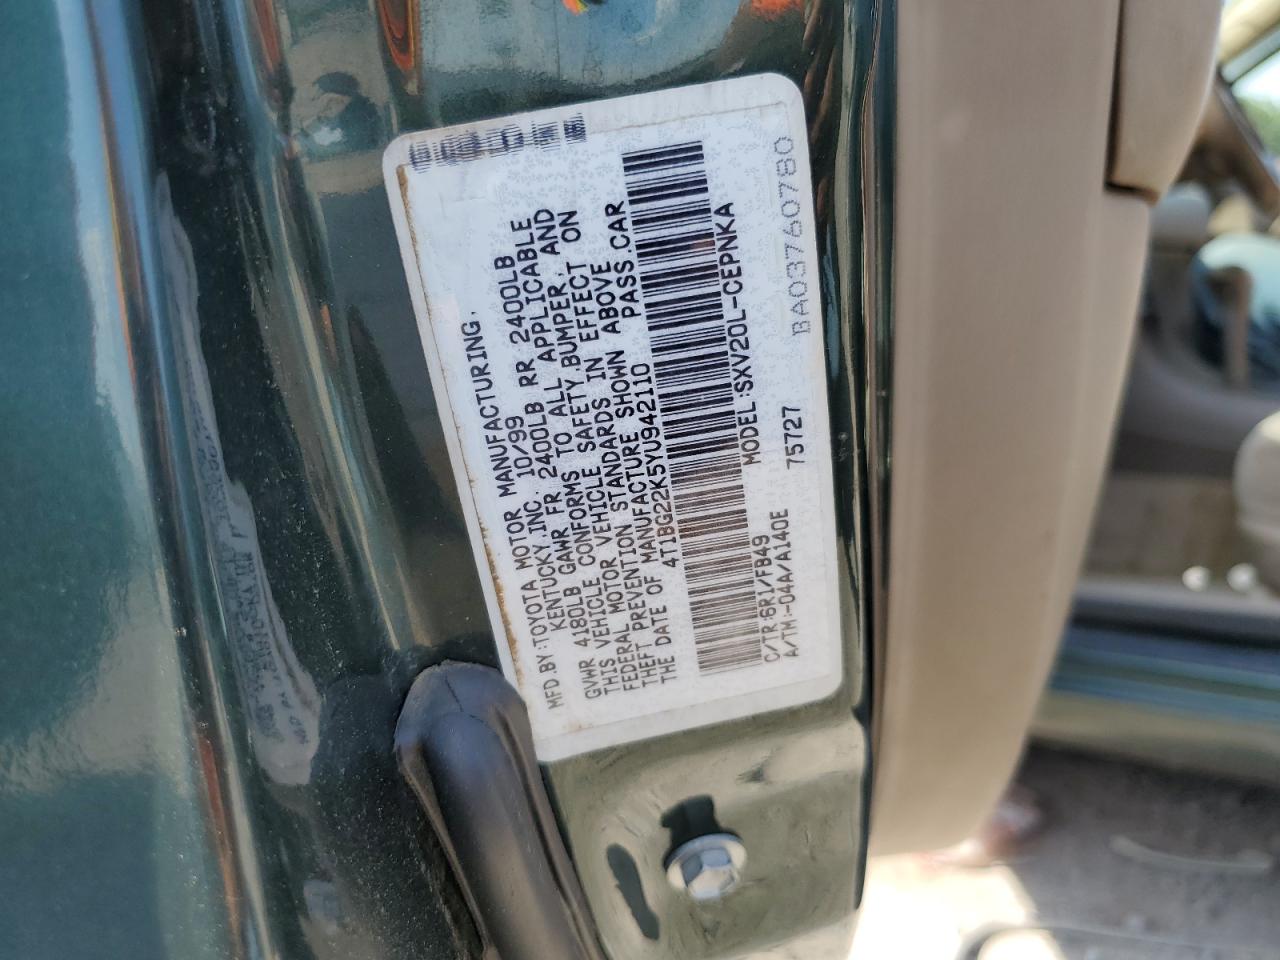 MFD.BY:TOYOTA MOTOR MANUFACTURING,
KENTUCKY,INC. 10/99
GVWR 4180LB GAWR FR 2400LB RR 2400LB
THIS VEHICLE CONFORMS TO ALL APPLICABLE
FEDERAL MOTOR VEHICLE SAFETY,BUMPER, AND
THEFT PREVENTION STANDARDS IN EFFECT ON
THE DATE OF MANUFACTURE SHOWN ABOVE
4T1BG22K5YU942110 PASS.CAR
MODEL:SXV20L-CEPNKA
C/TR:6R1/FB49
A/TM:-04A/A140E 75727
BA03760780